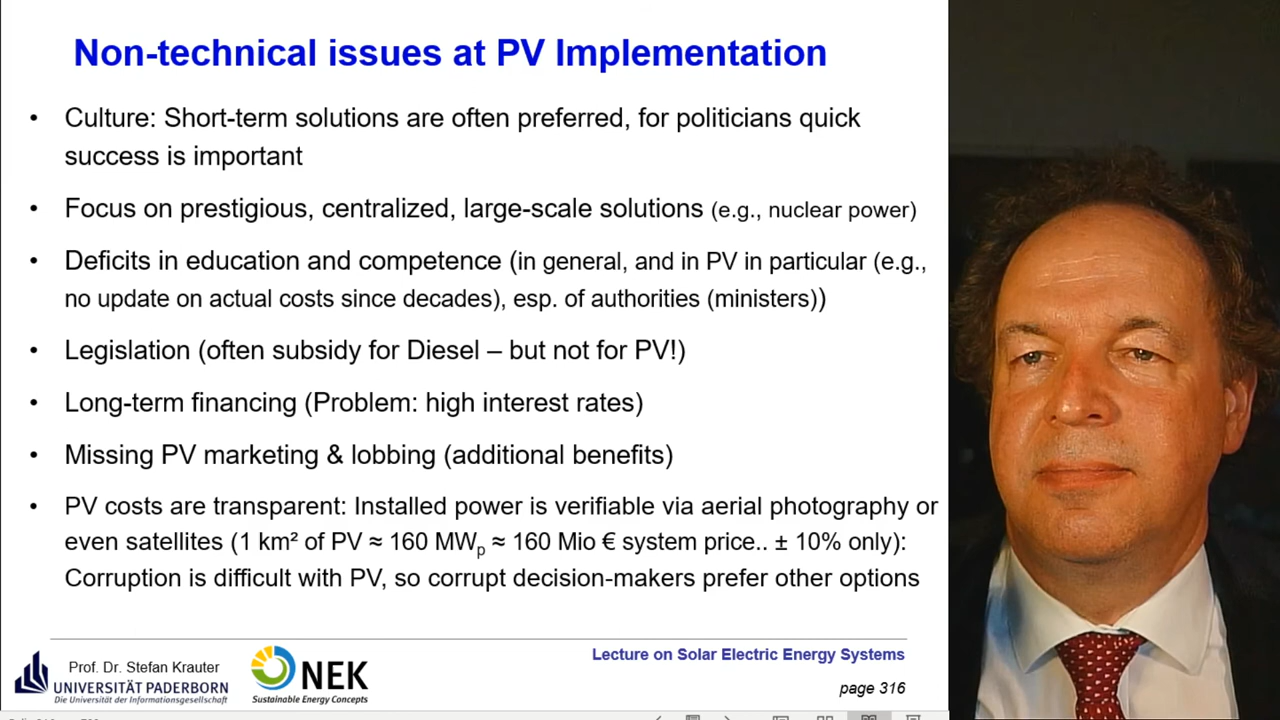 Non-technical issues at PV Implementation
• Culture: Short-term solutions are often preferred, for politicians quick
success is important
• Focus on prestigious, centralized, large-scale solutions (e.g., nuclear power)
• Deficits in education and competence (in general, and in PV in particular (e.g.,
no update on actual costs since decades), esp. of authorities (ministers))
• Legislation (often subsidy for Diesel – but not for PV!)
• Long-term financing (Problem: high interest rates)
• Missing PV marketing & lobbing (additional benefits)
• PV costs are transparent: Installed power is verifiable via aerial photography or
even satellites (1 km² of PV ≈ 160 MWp ≈ 160 Mio € system price.. ± 10% only):
Corruption is difficult with PV, so corrupt decision-makers prefer other options
Prof. Dr. Stefan Krauter
UNIVERSITÄT PADERBORN
Die Universität der Informationsgesellschaft
NEK
Sustainable Energy Concepts
Lecture on Solar Electric Energy Systems
page 316